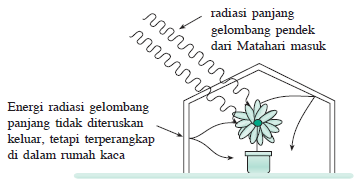 radiasi panjang
gelombang pendek
dari Matahari masuk
Energi radiasi gelombang
panjang tidak diteruskan
keluar, tetapi terperangkap
di dalam rumah kaca